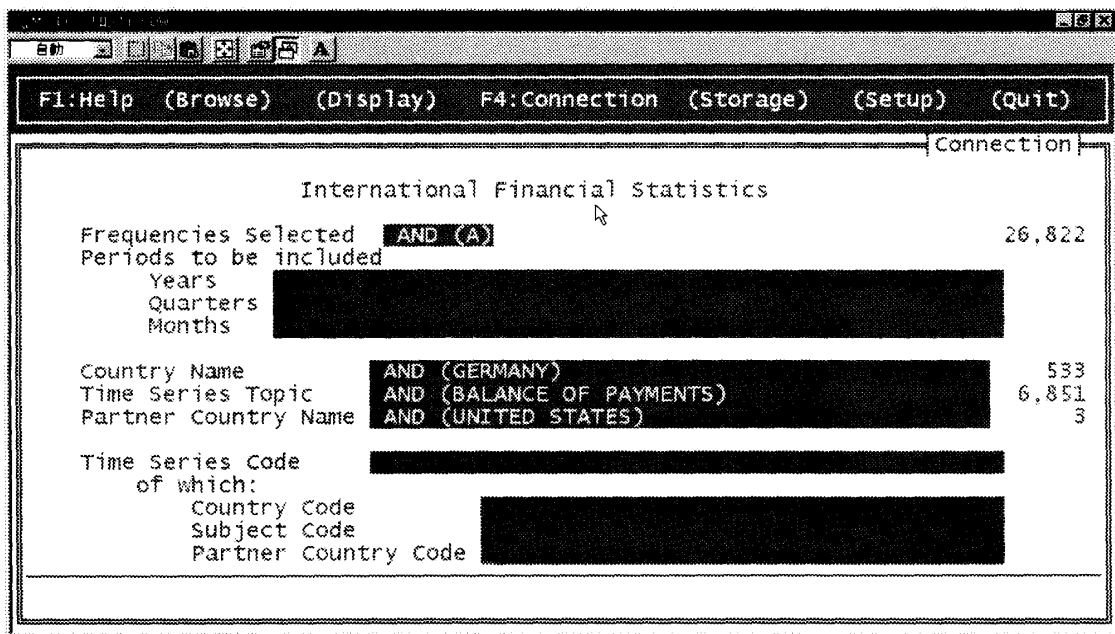 自動
A
F1:Help (Browse) (Display) F4:Connection (Storage) (Setup) (Quit)
Connection
International Financial Statistics
Frequencies Selected AND (A) 26,822
Periods to be included
Years
Quarters
Months
Country Name AND (GERMANY) 533
Time Series Topic AND (BALANCE OF PAYMENTS) 6,851
Partner Country Name AND (UNITED STATES) 3
Time Series Code
of which:
Country Code
Subject Code
Partner Country Code